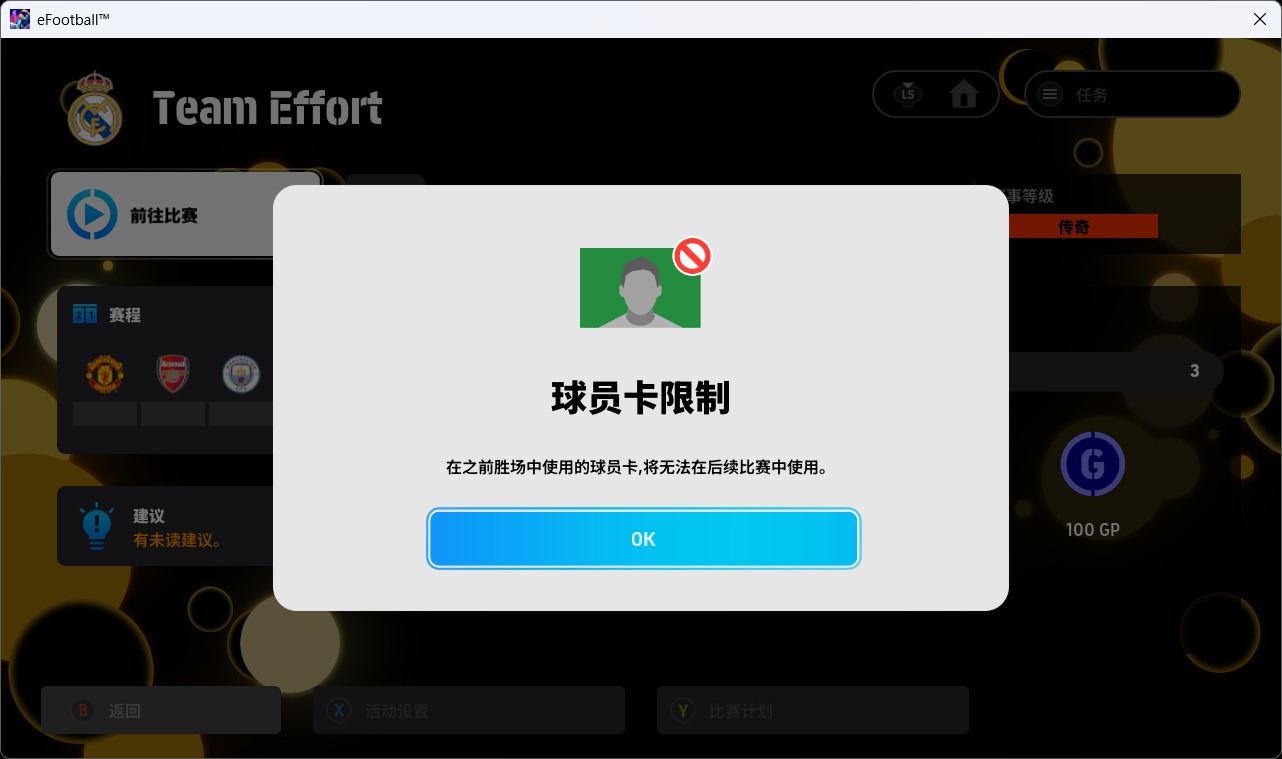 eFootball™
Team Effort
LS
任务
前往比赛
事等级
传奇
21
赛程
Arsenal
3
球员卡限制
在之前胜场中使用的球员卡,将无法在后续比赛中使用。
OK
建议
有未读建议。
G
100 GP
B 返回
X 活动设置
Y 比赛计划